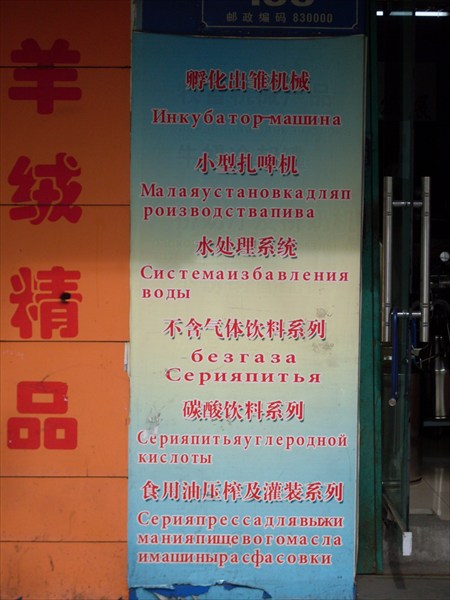 邮政编码 830000
孵化出雏机械
Инкубатор-машина
小型扎啤机
Малаяустановкадляп
роизводствапива
水处理系统
Системаизбавления
воды
不含气体饮料系列
безгаза
Серияпитья
碳酸饮料系列
Серияпитьяуглеродной
кислоты
食用油压榨及灌装系列
Серияпрессадлявыжи
манияпищевогомасла
имашинырасфасовки
羊绒精品